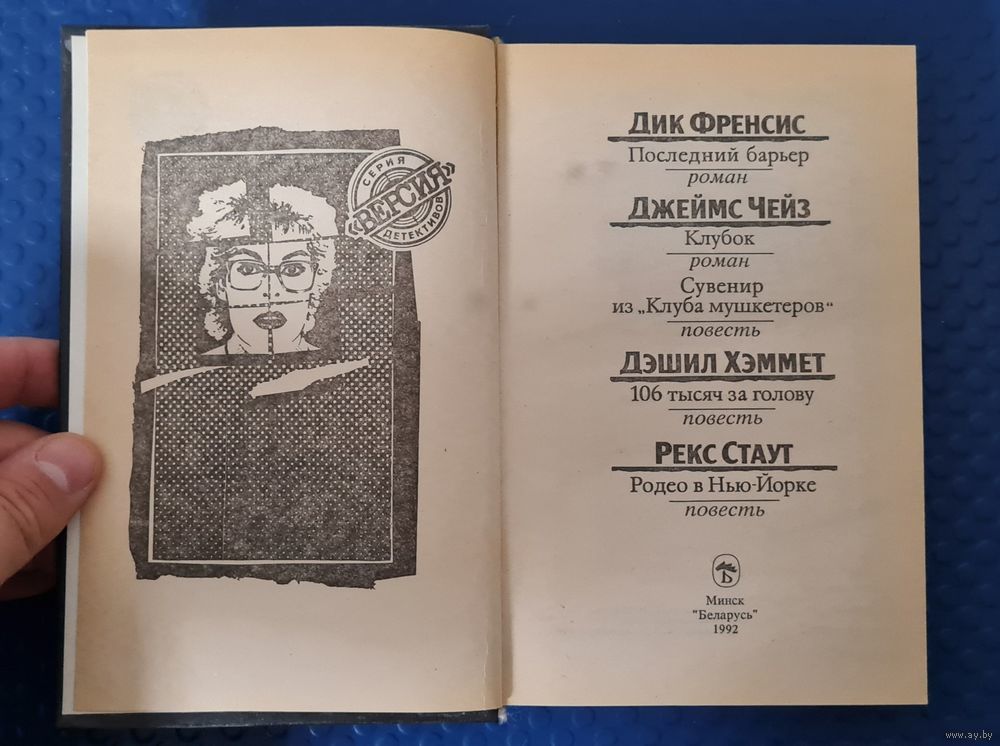 СЕРИЯ
«ВЕРСИЯ»
ДЕТЕКТИВОВ
ДИК ФРЕНСИС
Последний барьер
роман
ДЖЕЙМС ЧЕЙЗ
Клубок
роман
Сувенир
из „Клуба мушкетеров“
повесть
ДЭШИЛ ХЭММЕТ
106 тысяч за голову
повесть
РЕКС СТАУТ
Родео в Нью-Йорке
повесть
Б
Минск
"Беларусь"
1992
www.ay.by